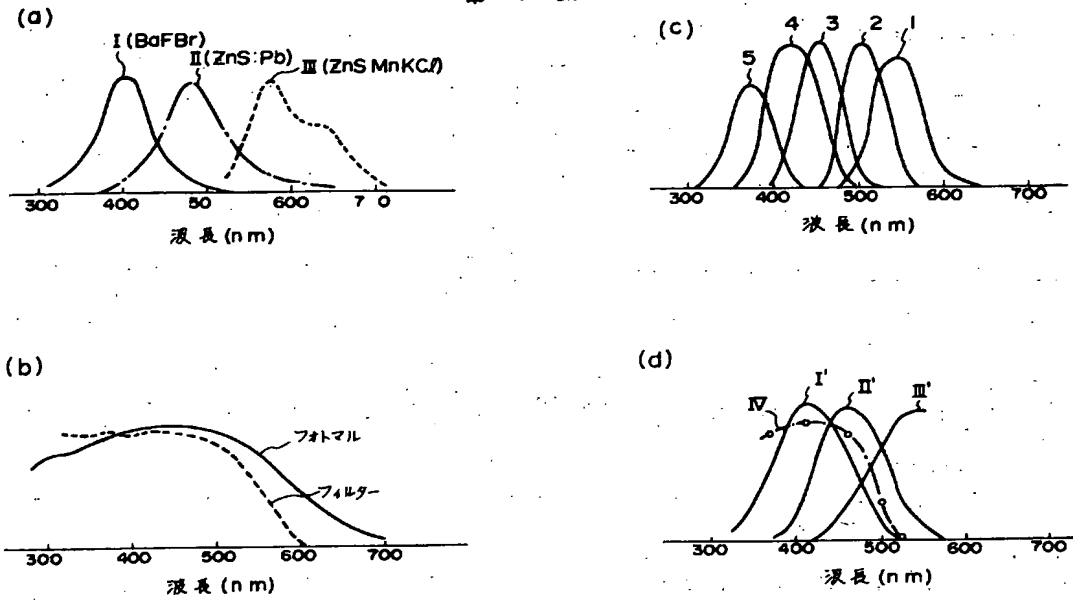 (a)
I (BaFBr)
II (ZnS:Pb)
III (ZnS MnKCl)
300 400 50 600 7 0
波長 (nm)
(c)
5 4 3 2 1
300 400 500 600 700
波長 (nm)
(b)
フォトマル
フィルター
400 500 600 700
波長 (nm)
(d)
IV I' II' III'
300 400 500 600 700
波長 (nm)